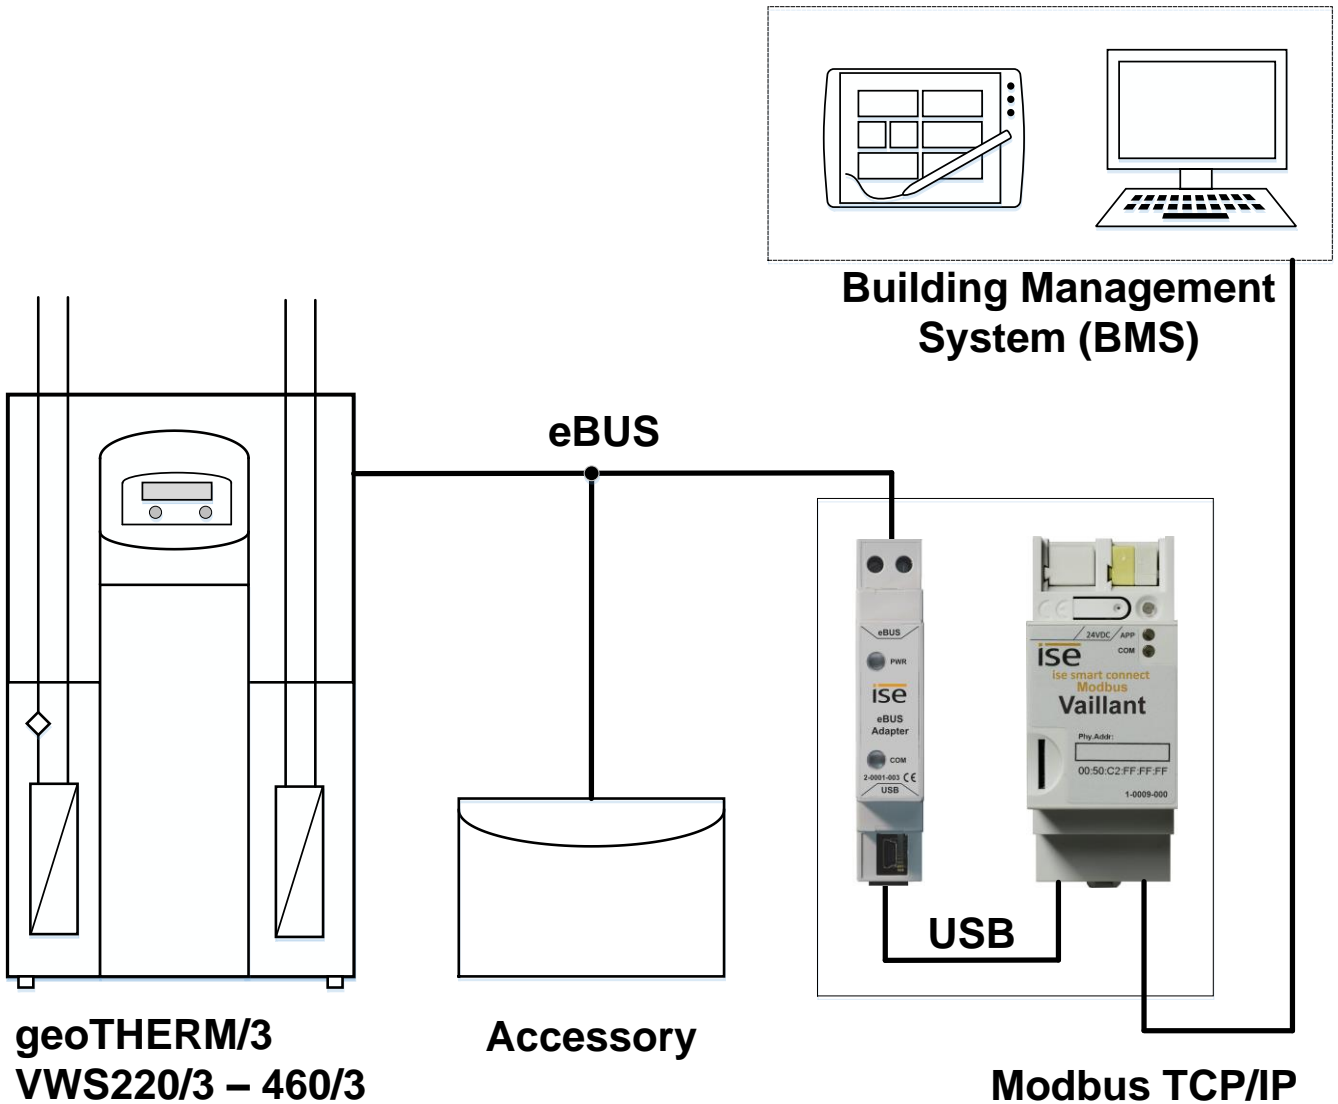 Building Management
System (BMS)
eBUS
eBUS
PWR
ise
eBUS
Adapter
COM
2-0001-003 CE
USB
24VDC APP
COM
ise
ise smart connect
Modbus
Vaillant
Phy.Addr:
00:50:C2:FF:FF:FF
1-0009-000
USB
geoTHERM/3
VWS220/3 – 460/3
Accessory
Modbus TCP/IP